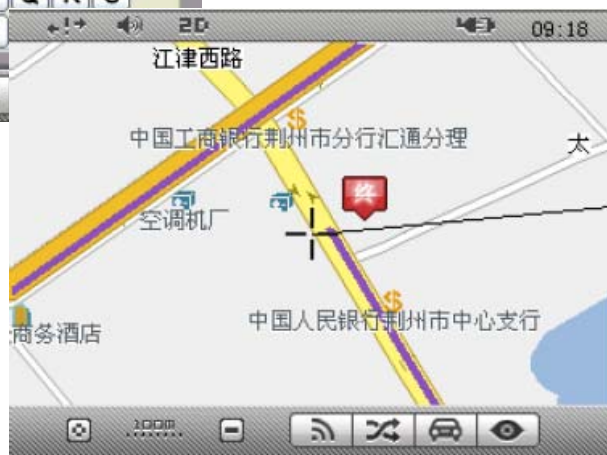 Q R S
2D 09:18
江津西路
中国工商银行荆州市分行汇通分理
太
终
空调机厂
中国人民银行荆州市中心支行
商务酒店
100m